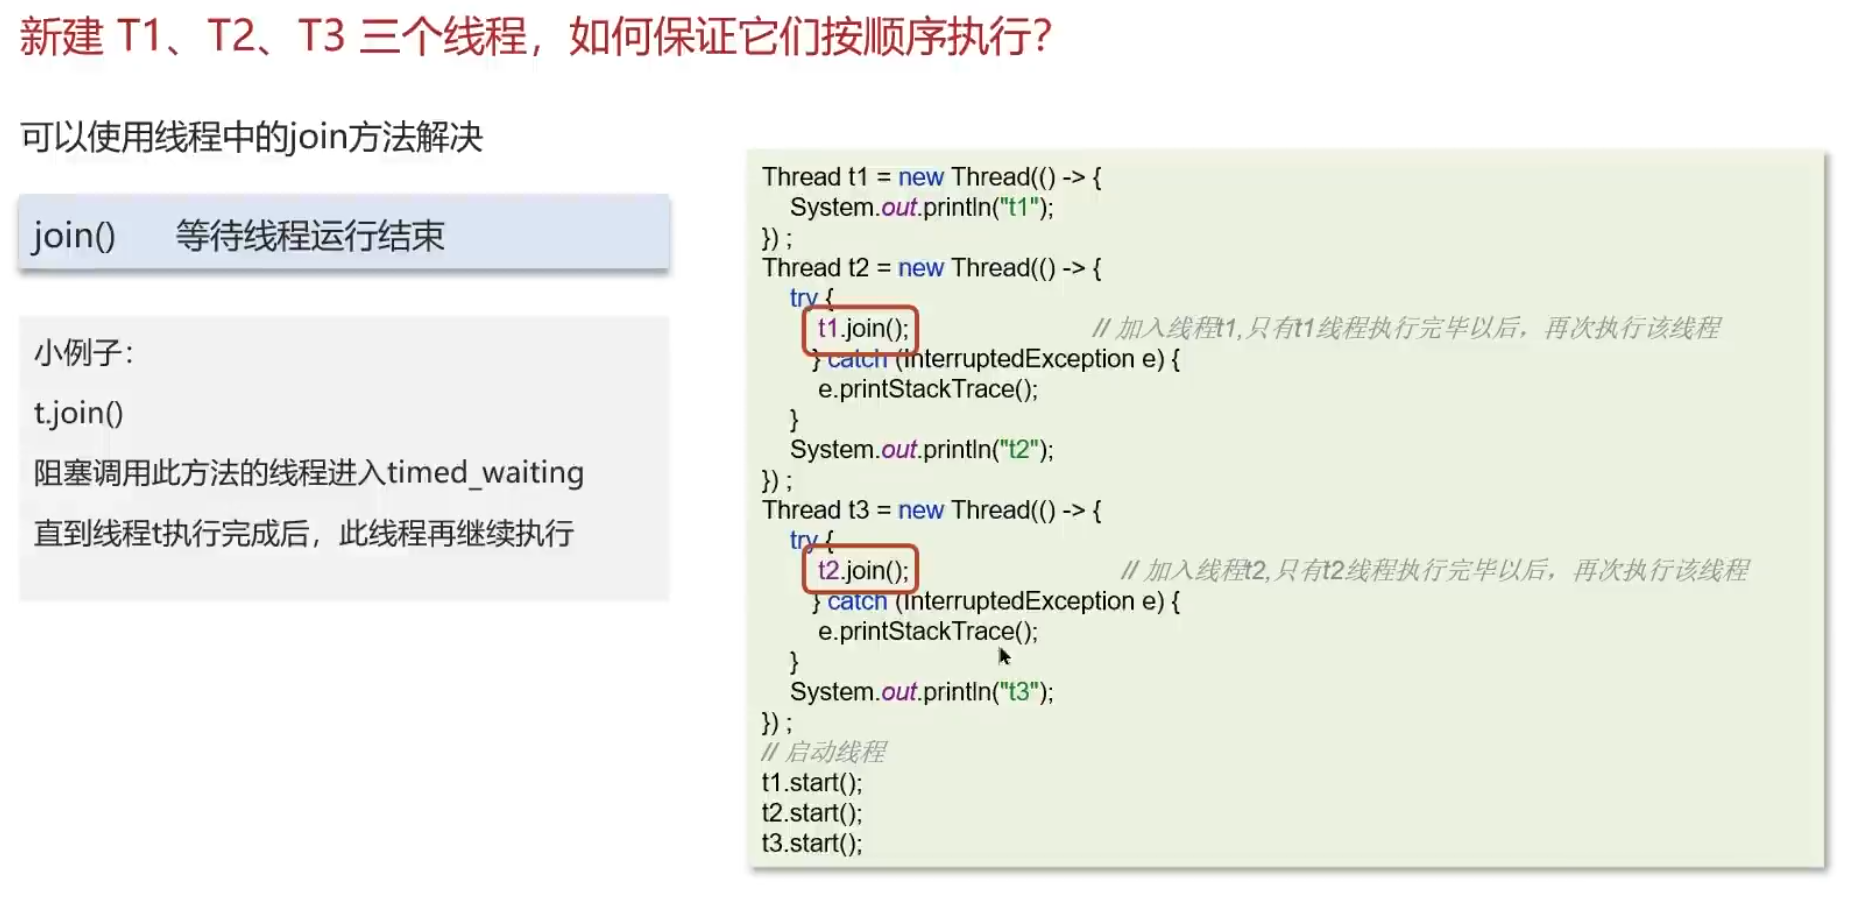 新建 T1、T2、T3 三个线程，如何保证它们按顺序执行？
可以使用线程中的join方法解决
join() 等待线程运行结束
小例子：
t.join()
阻塞调用此方法的线程进入timed_waiting
直到线程t执行完成后，此线程再继续执行
Thread t1 = new Thread(() -> {
System.out.println("t1");
}) ;
Thread t2 = new Thread(() -> {
try {
t1.join(); // 加入线程t1,只有t1线程执行完毕以后，再次执行该线程
} catch (InterruptedException e) {
e.printStackTrace();
}
System.out.println("t2");
}) ;
Thread t3 = new Thread(() -> {
try {
t2.join(); // 加入线程t2,只有t2线程执行完毕以后，再次执行该线程
} catch (InterruptedException e) {
e.printStackTrace();
}
System.out.println("t3");
}) ;
// 启动线程
t1.start();
t2.start();
t3.start();